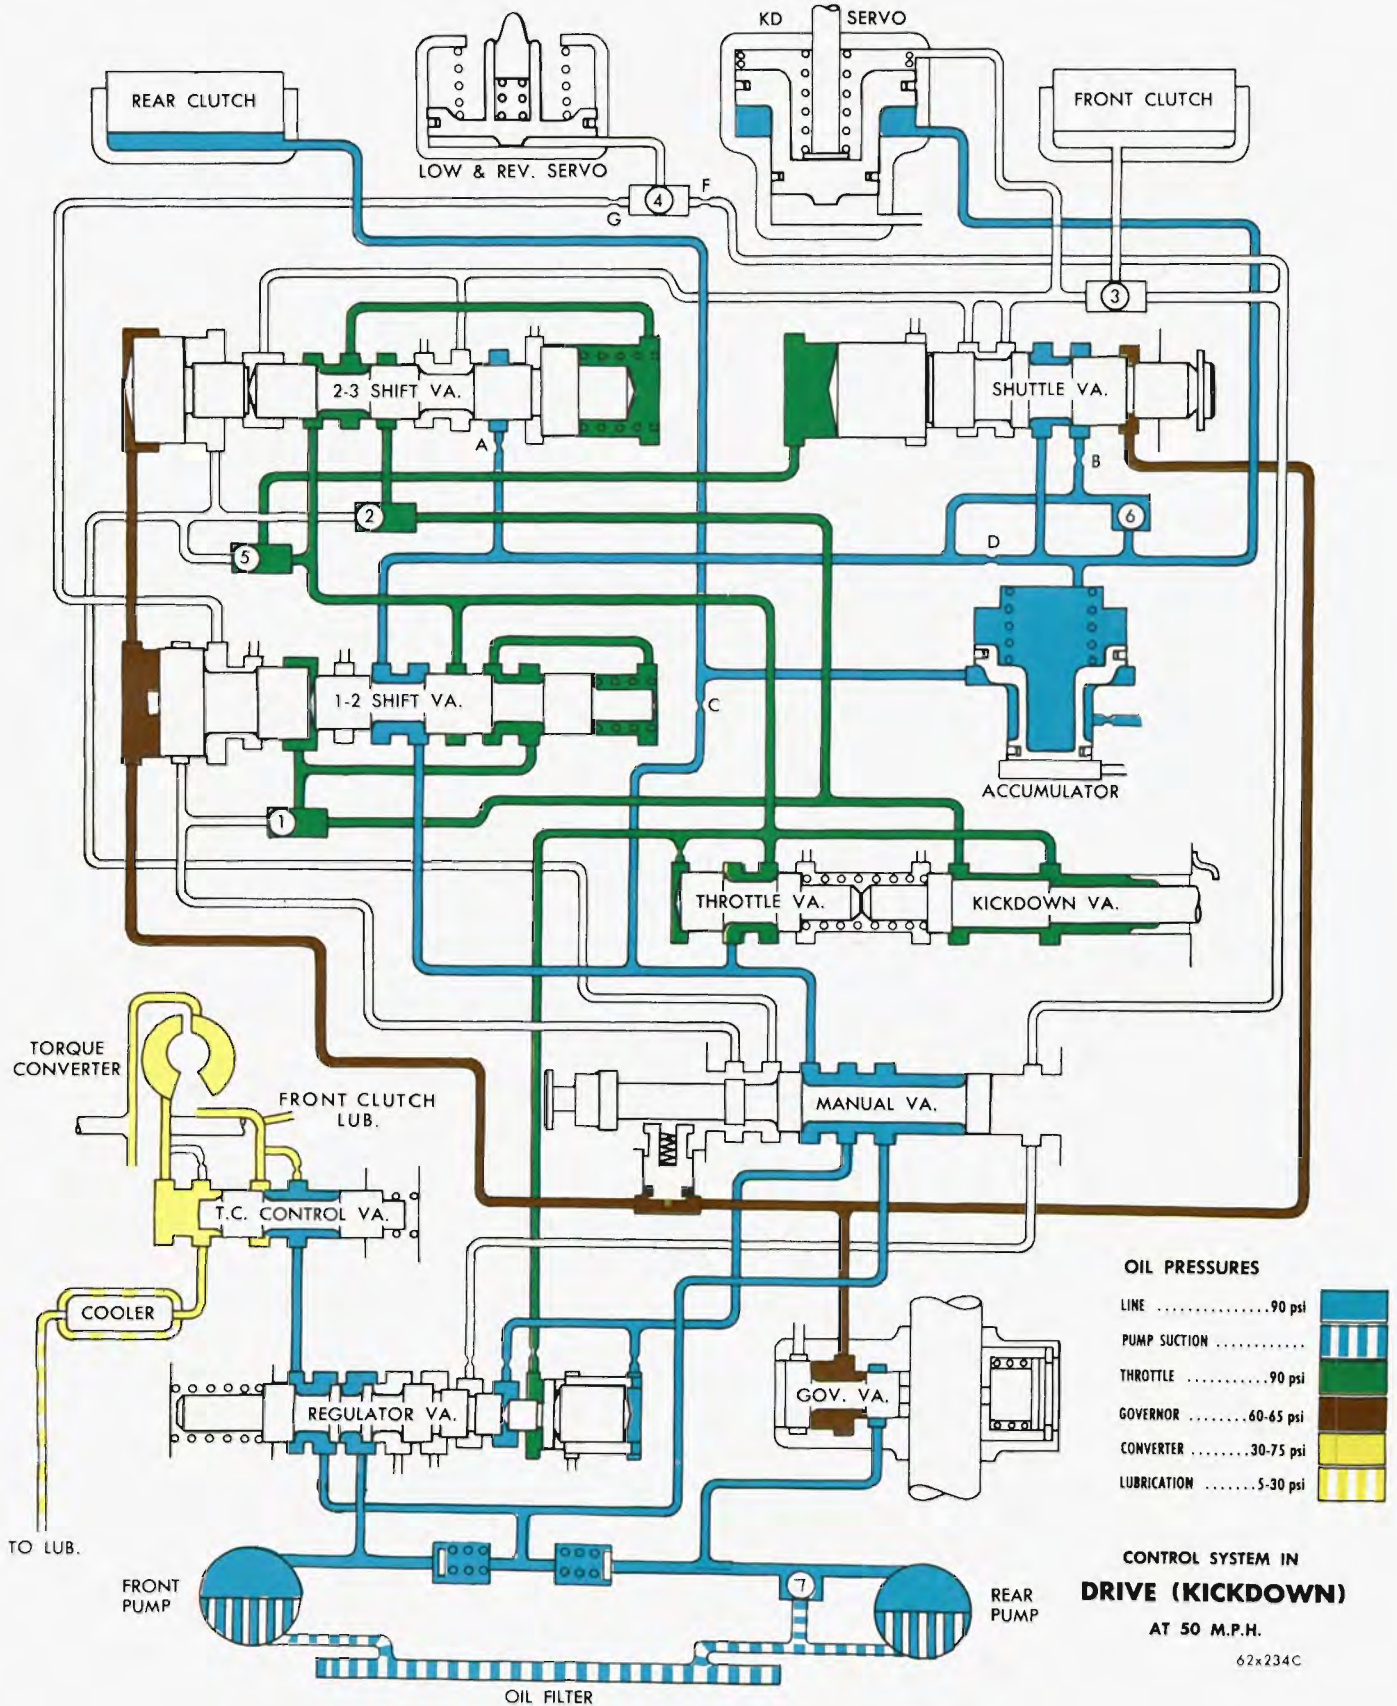 KD SERVO
REAR CLUTCH
FRONT CLUTCH
LOW & REV. SERVO
4
F
G
3
2-3 SHIFT VA.
SHUTTLE VA.
A
B
2
6
5
D
1-2 SHIFT VA.
C
ACCUMULATOR
1
THROTTLE VA.
KICKDOWN VA.
TORQUE
CONVERTER
FRONT CLUTCH
LUB.
MANUAL VA.
T.C. CONTROL VA.
COOLER
REGULATOR VA.
GOV. VA.
OIL PRESSURES
LINE ...............90 psi
PUMP SUCTION ............
THROTTLE ...........90 psi
GOVERNOR ........60-65 psi
CONVERTER ........30-75 psi
LUBRICATION .......5-30 psi
TO LUB.
FRONT
PUMP
7
REAR
PUMP
OIL FILTER
CONTROL SYSTEM IN
DRIVE (KICKDOWN)
AT 50 M.P.H.
62x234C